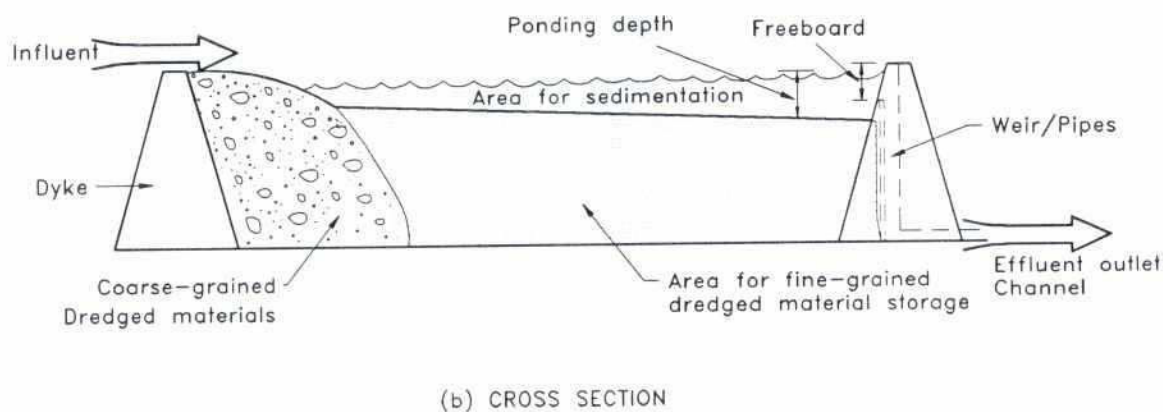 Influent
Ponding depth
Freeboard
Area for sedimentation
Weir/Pipes
Dyke
Coarse-grained
Dredged materials
Area for fine-grained
dredged material storage
Effluent outlet
Channel
(b) CROSS SECTION